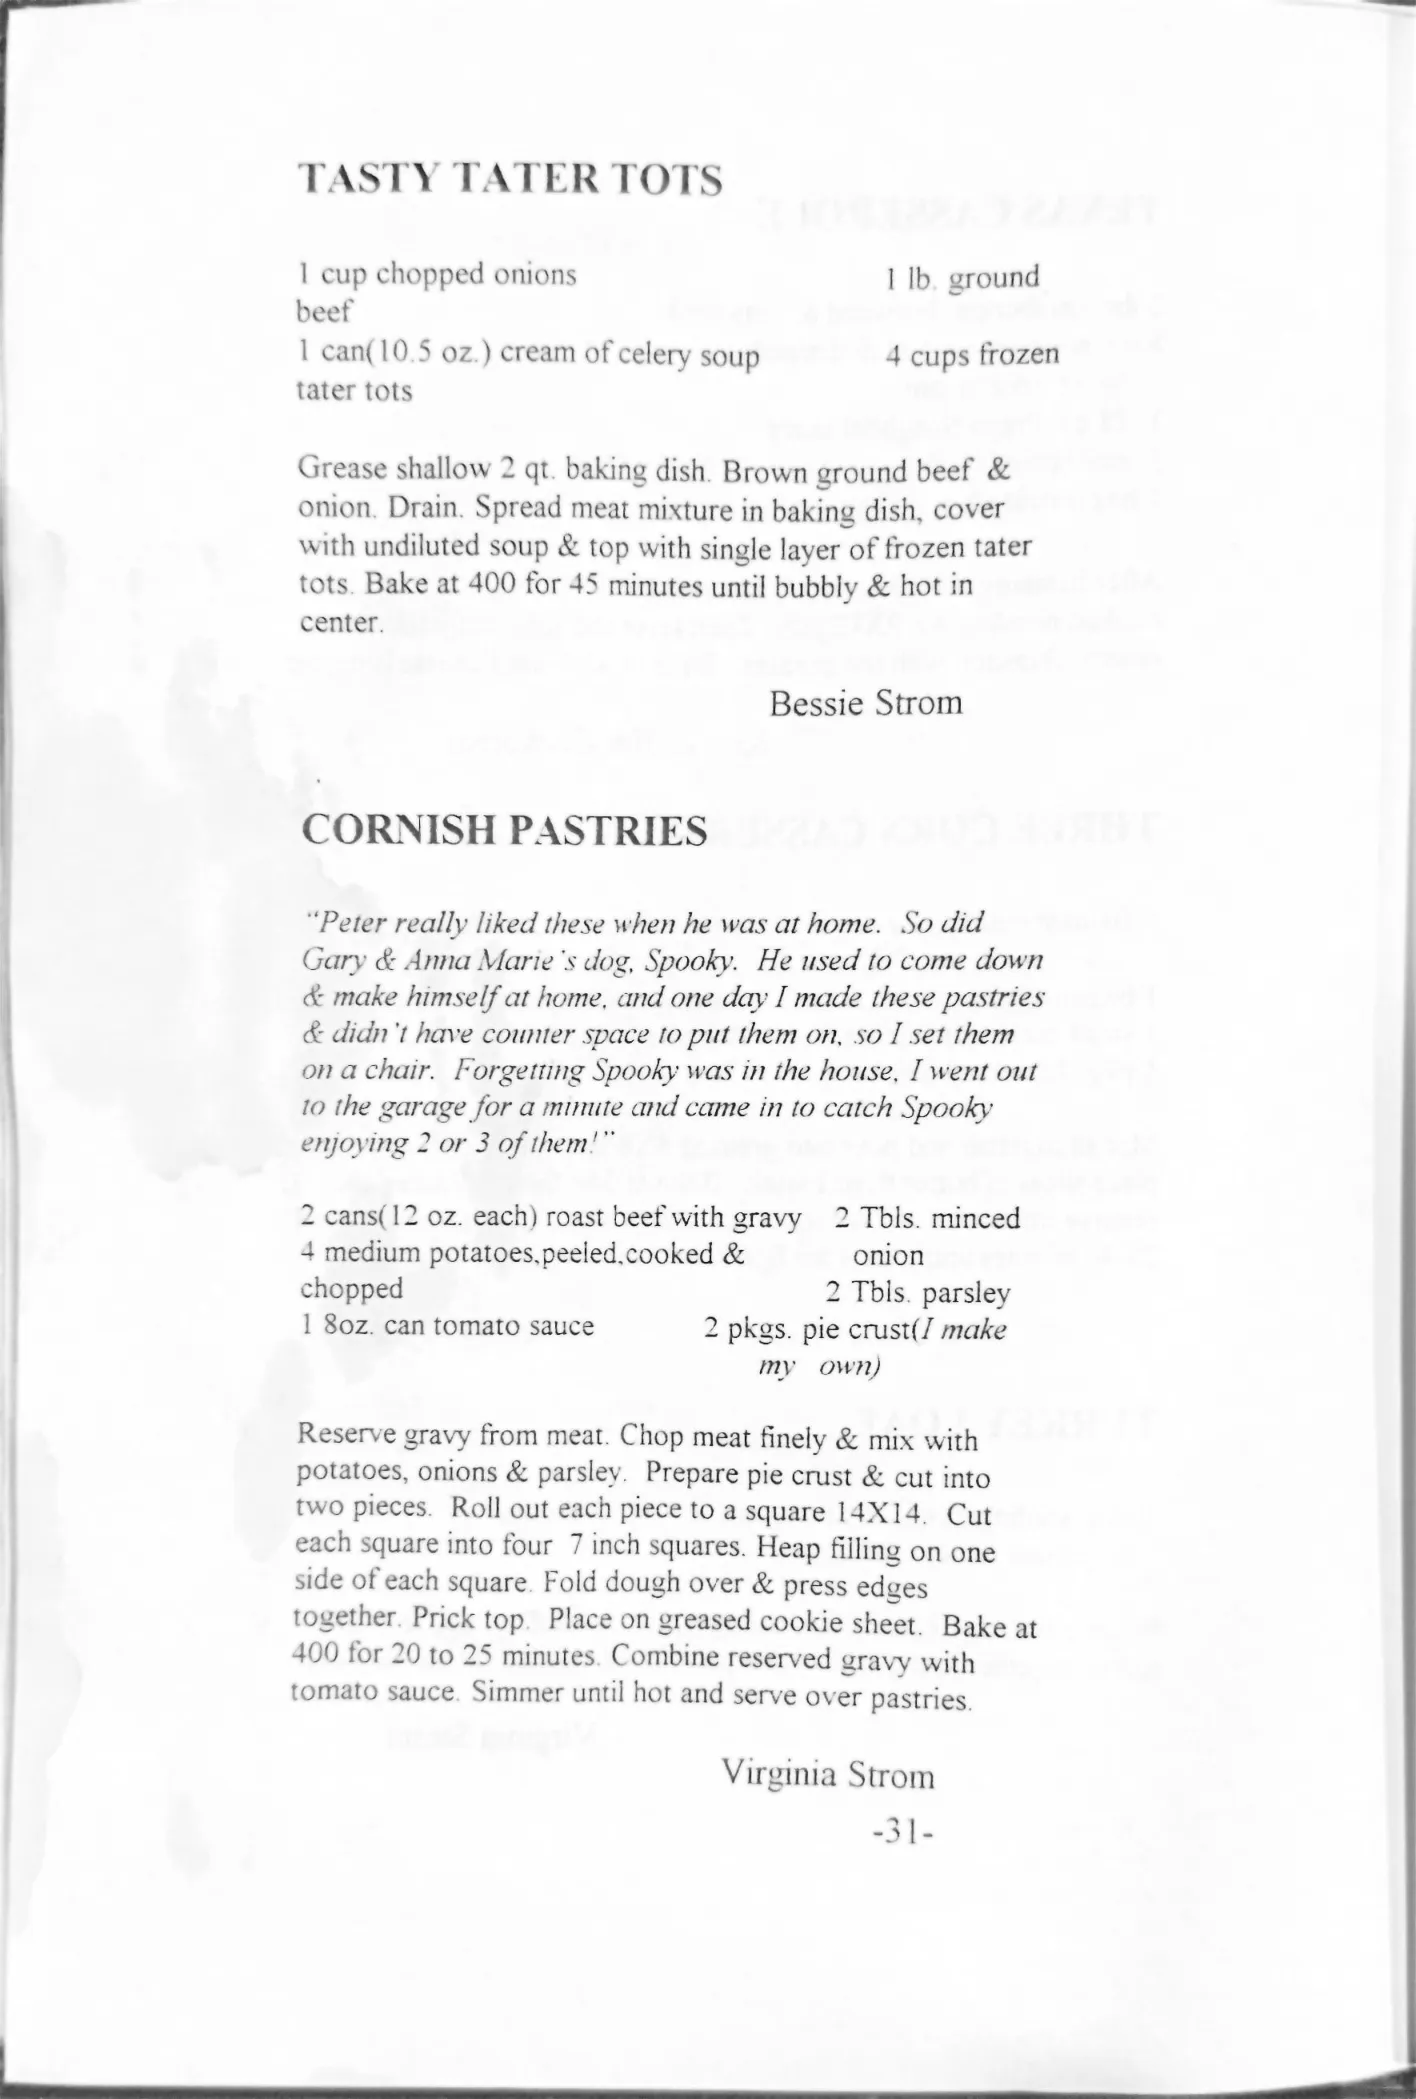 TASTY TATER TOTS
1 cup chopped onions 1 lb. ground
beef
1 can(10.5 oz.) cream of celery soup 4 cups frozen
tater tots
Grease shallow 2 qt. baking dish. Brown ground beef &
onion. Drain. Spread meat mixture in baking dish, cover
with undiluted soup & top with single layer of frozen tater
tots. Bake at 400 for 45 minutes until bubbly & hot in
center.
Bessie Strom
CORNISH PASTRIES
"Peter really liked these when he was at home. So did
Gary & Anna Marie's dog, Spooky. He used to come down
& make himself at home, and one day I made these pastries
& didn't have counter space to put them on, so I set them
on a chair. Forgetting Spooky was in the house, I went out
to the garage for a minute and came in to catch Spooky
enjoying 2 or 3 of them!"
2 cans(12 oz. each) roast beef with gravy 2 Tbls. minced
4 medium potatoes,peeled,cooked & onion
chopped 2 Tbls. parsley
1 8oz. can tomato sauce 2 pkgs. pie crust(I make
my own)
Reserve gravy from meat. Chop meat finely & mix with
potatoes, onions & parsley. Prepare pie crust & cut into
two pieces. Roll out each piece to a square 14X14. Cut
each square into four 7 inch squares. Heap filling on one
side of each square. Fold dough over & press edges
together. Prick top. Place on greased cookie sheet. Bake at
400 for 20 to 25 minutes. Combine reserved gravy with
tomato sauce. Simmer until hot and serve over pastries.
Virginia Strom
-31-